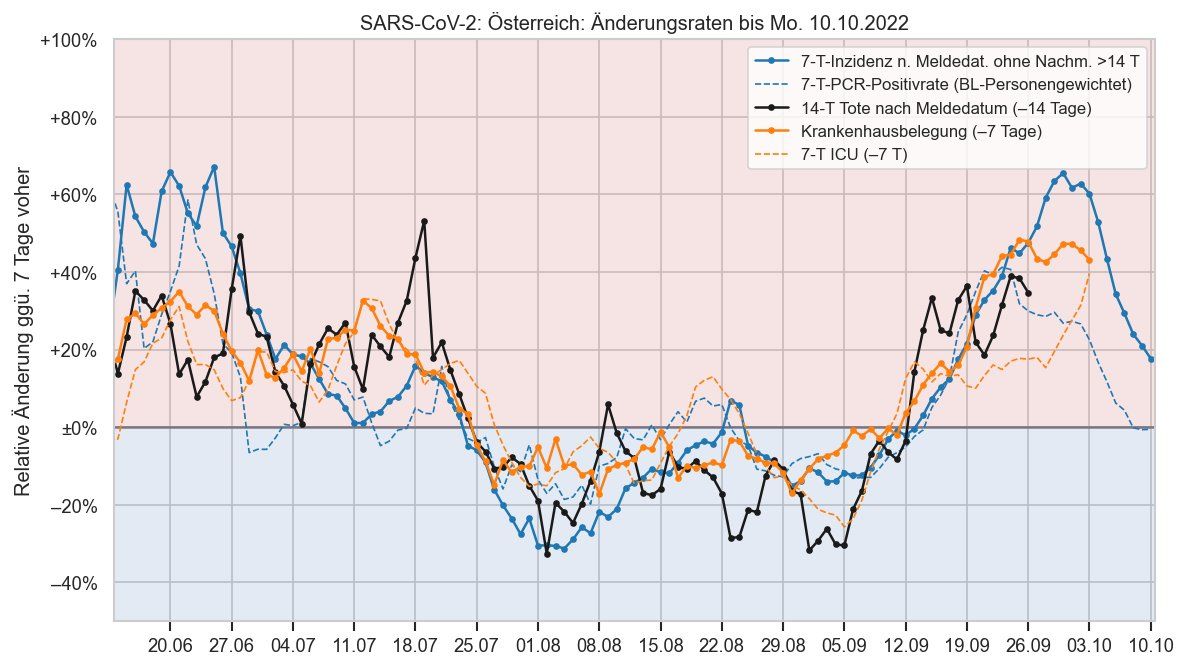 SARS-CoV-2: Österreich: Änderungsraten bis Mo. 10.10.2022
Relative Änderung ggü. 7 Tage voher
+100%
+80%
+60%
+40%
+20%
±0%
–20%
–40%
7-T-Inzidenz n. Meldedat. ohne Nachm. >14 T
7-T-PCR-Positivrate (BL-Personengewichtet)
14-T Tote nach Meldedatum (–14 Tage)
Krankenhausbelegung (–7 Tage)
7-T ICU (–7 T)
20.06 27.06 04.07 11.07 18.07 25.07 01.08 08.08 15.08 22.08 29.08 05.09 12.09 19.09 26.09 03.10 10.10